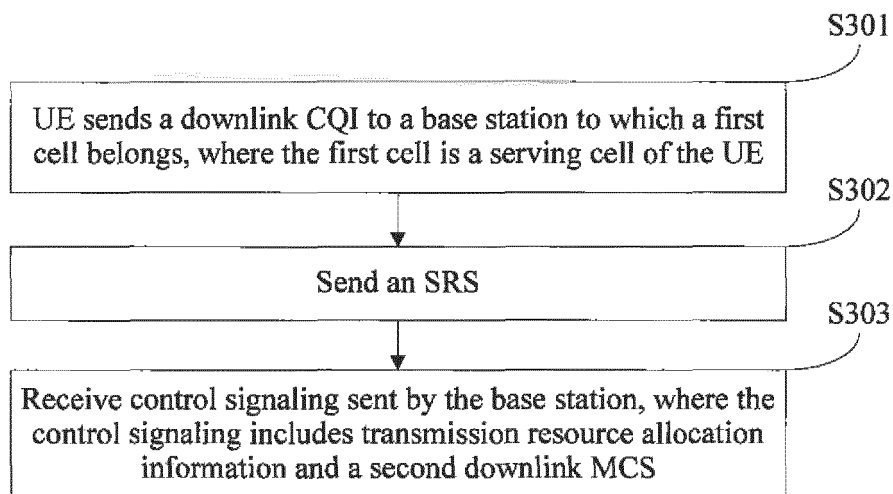 S301
UE sends a downlink CQI to a base station to which a first
cell belongs, where the first cell is a serving cell of the UE
S302
Send an SRS
S303
Receive control signaling sent by the base station, where the
control signaling includes transmission resource allocation
information and a second downlink MCS